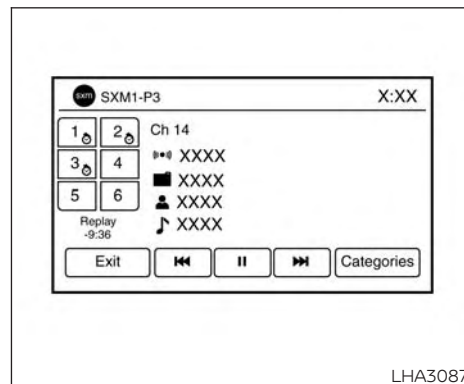 sxm SXM1-P3 X:XX
1 2 Ch 14
XXXX
3 4 XXXX
5 6 XXXX
Replay XXXX
-9:36
Exit Categories
LHA3087